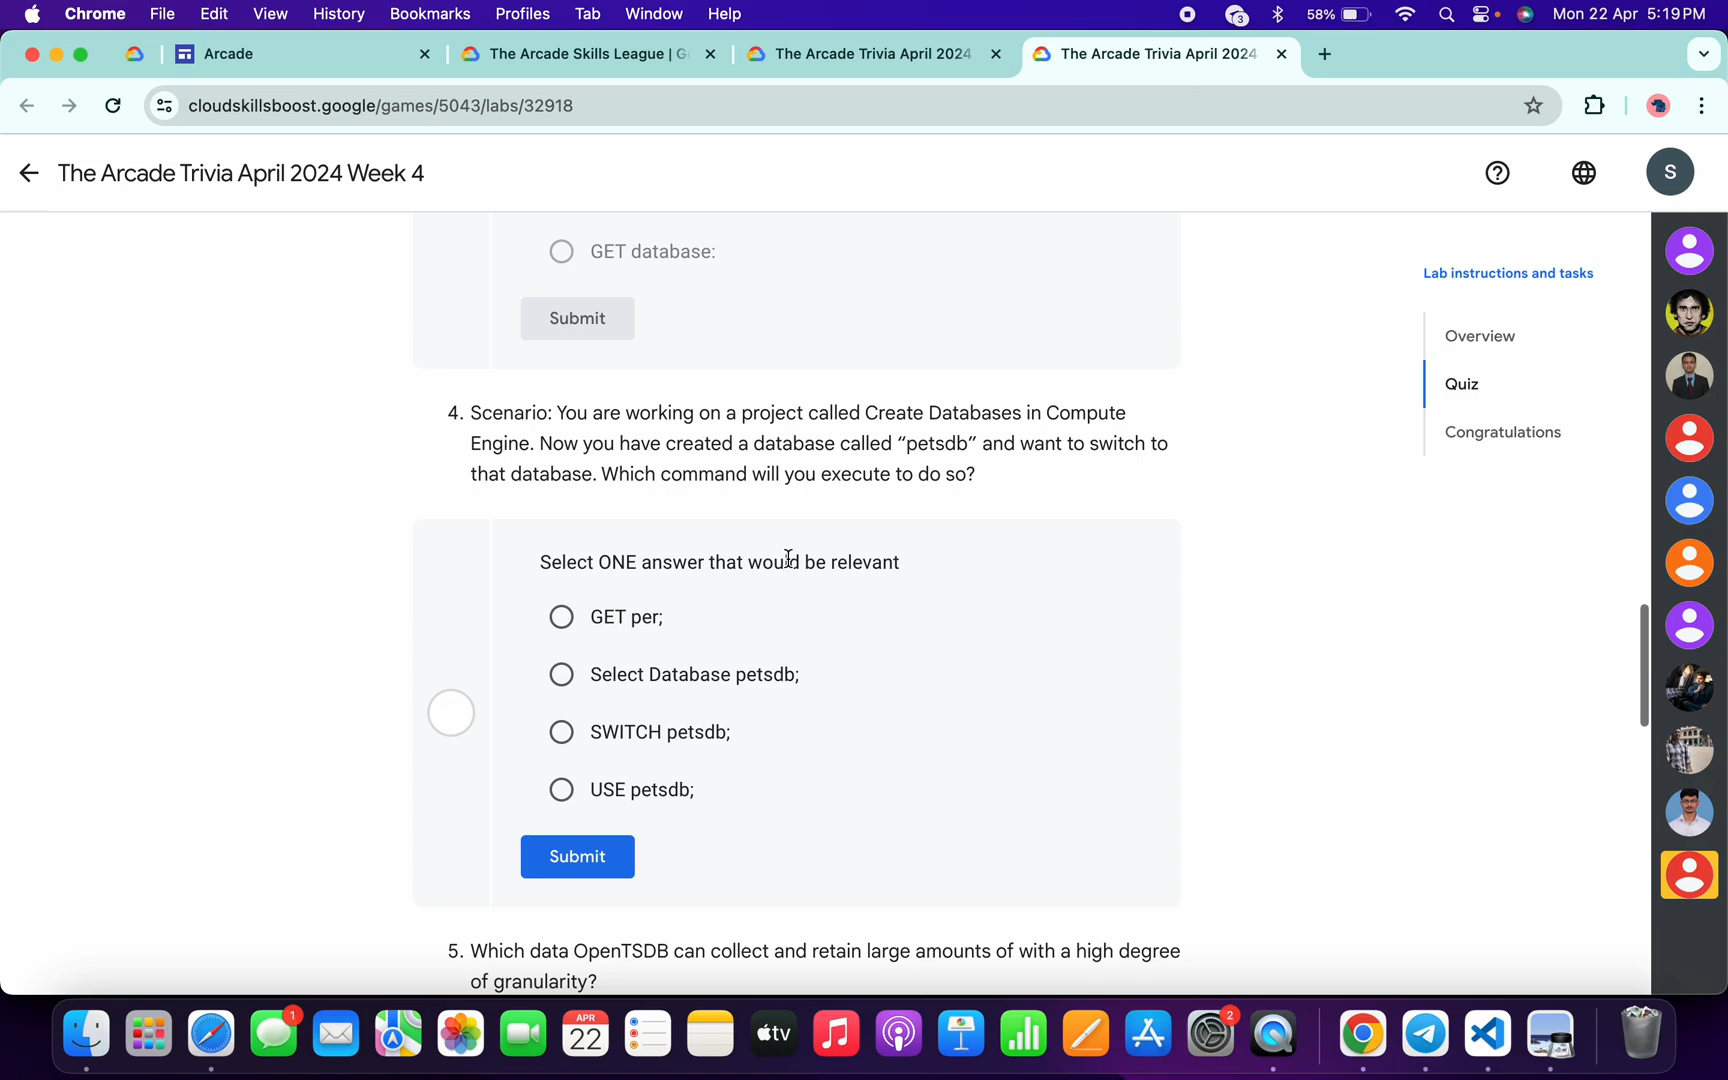 Chrome File Edit View History Bookmarks Profiles Tab Window Help 3 58% Mon 22 Apr 5:19 PM
Arcade The Arcade Skills League | G The Arcade Trivia April 2024 The Arcade Trivia April 2024
cloudskillsboost.google/games/5043/labs/32918
The Arcade Trivia April 2024 Week 4 S
GET database:
Submit
Lab instructions and tasks
Overview
Quiz
Congratulations
4. Scenario: You are working on a project called Create Databases in Compute
Engine. Now you have created a database called “petsdb” and want to switch to
that database. Which command will you execute to do so?
Select ONE answer that would be relevant
GET per;
Select Database petsdb;
SWITCH petsdb;
USE petsdb;
Submit
5. Which data OpenTSDB can collect and retain large amounts of with a high degree
of granularity?
1 APR 22 tv 2